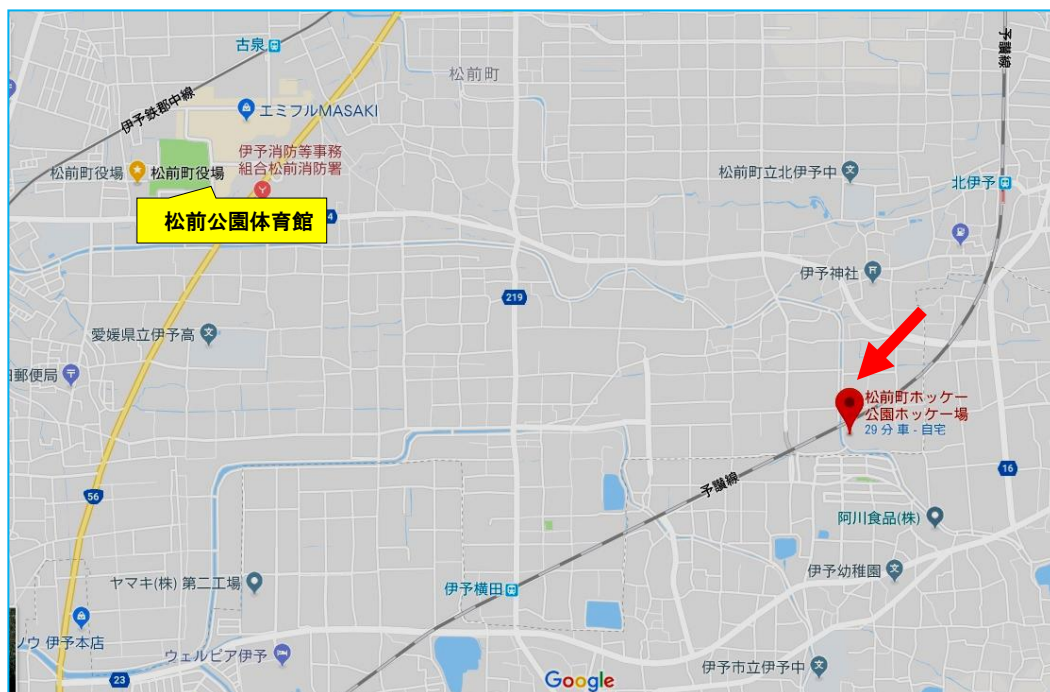 古泉
松前町
予讃線
伊予鉄郡中線
エミフルMASAKI
伊予消防等事務
組合松前消防署
松前町役場
松前町役場
松前町立北伊予中
北伊予
松前公園体育館
4
伊予神社
219
愛媛県立伊予高
郵便局
松前町ホッケー
公園ホッケー場
29 分 車 - 自宅
16
56
予讃線
阿川食品(株)
ヤマキ(株) 第二工場
伊予横田
伊予幼稚園
ノウ 伊予本店
ウェルピア伊予
23
Google
伊予市立伊予中